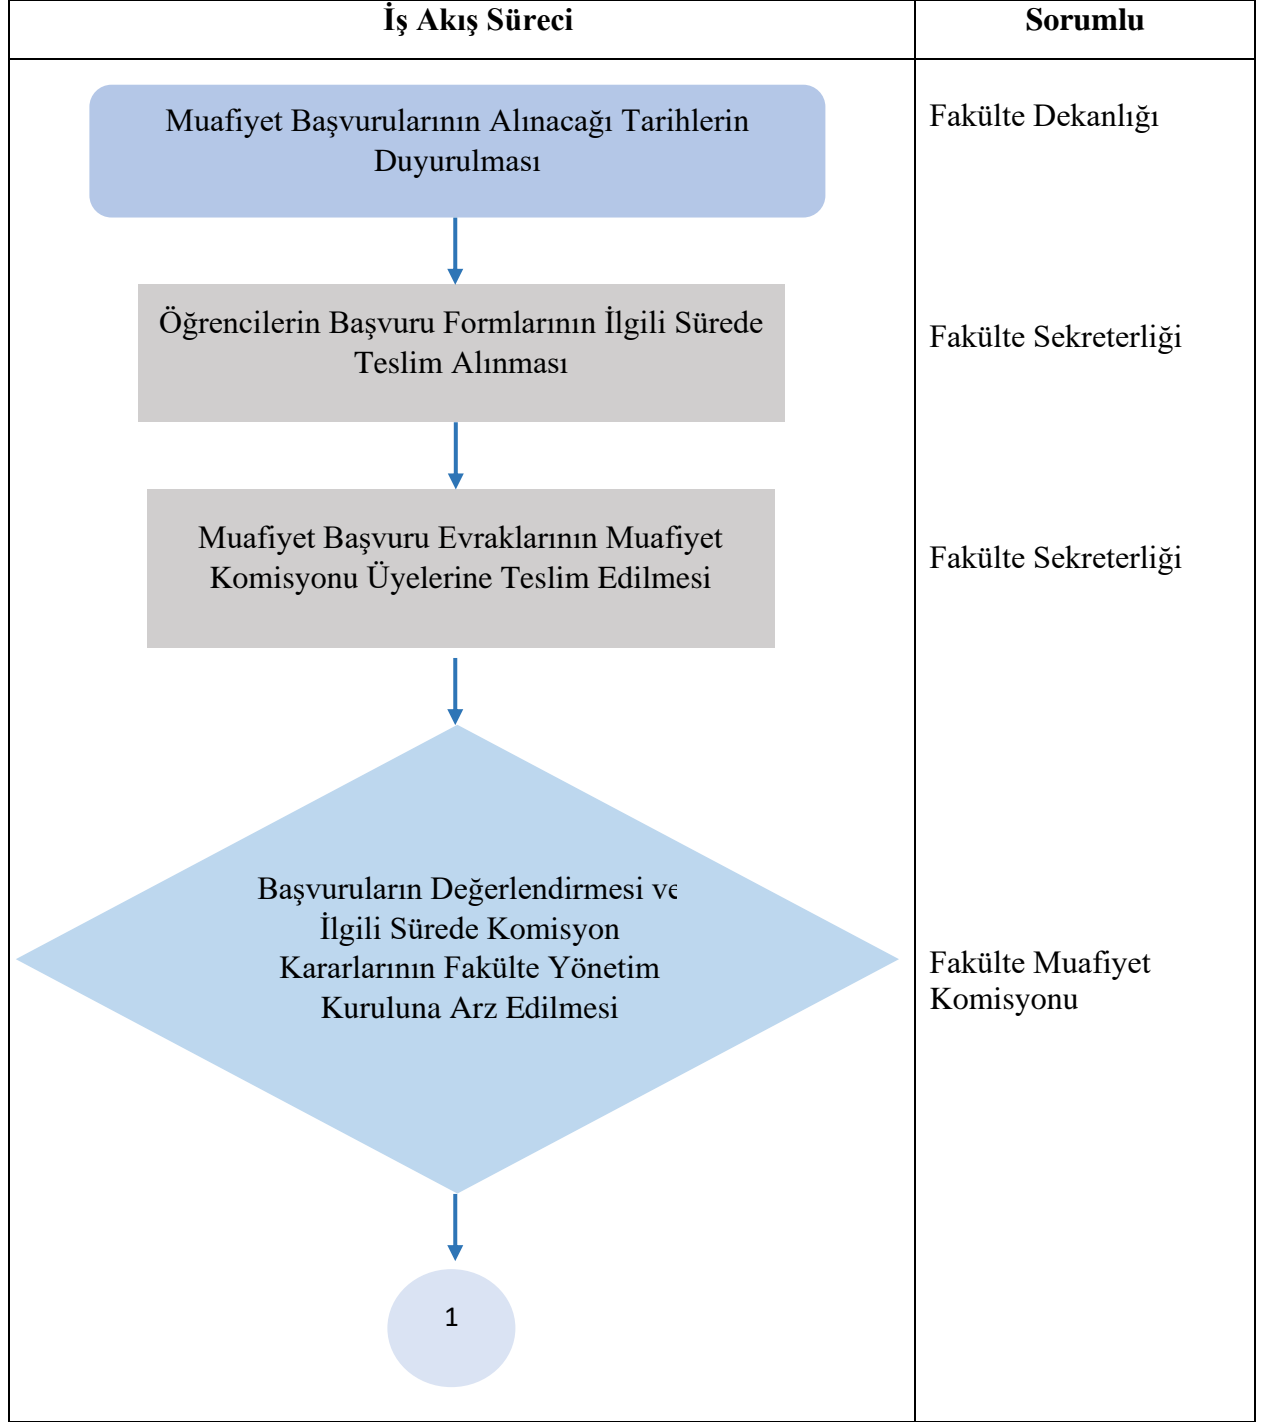 İş Akış Süreci
Sorumlu
Muafiyet Başvurularının Alınacağı Tarihlerin
Duyurulması
Fakülte Dekanlığı
Öğrencilerin Başvuru Formlarının İlgili Sürede
Teslim Alınması
Fakülte Sekreterliği
Muafiyet Başvuru Evraklarının Muafiyet
Komisyonu Üyelerine Teslim Edilmesi
Fakülte Sekreterliği
Başvuruların Değerlendirmesi ve
İlgili Sürede Komisyon
Kararlarının Fakülte Yönetim
Kuruluna Arz Edilmesi
Fakülte Muafiyet
Komisyonu
1